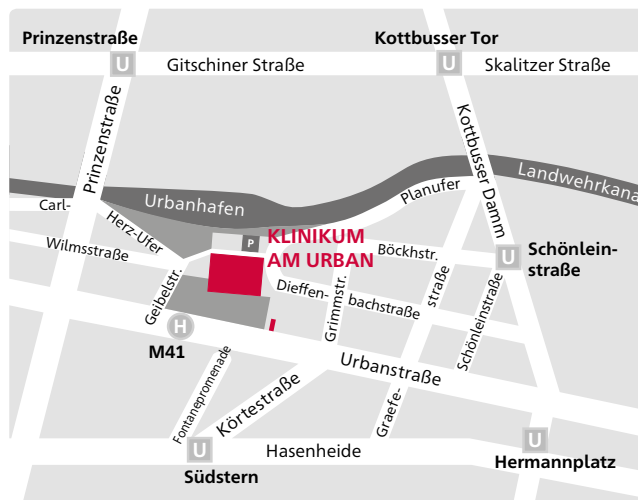 Prinzenstraße
Kottbusser Tor
U
Gitschiner Straße
U
Skalitzer Straße
Prinzenstraße
Kottbusser Damm
Landwehrkana
Planufer
Urbanhafen
Carl-
Herz-Ufer
P
KLINIKUM
AM URBAN
Wilmsstraße
Böckhstr.
U
Schönlein-
straße
Geibelstr.
Dieffen-
bachstraße
Grimmstr.
straße
Schönleinstraße
H
M41
Urbanstraße
Fontanepromenade
Körtestraße
Graefe-
U
Hasenheide
U
Südstern
Hermannplatz